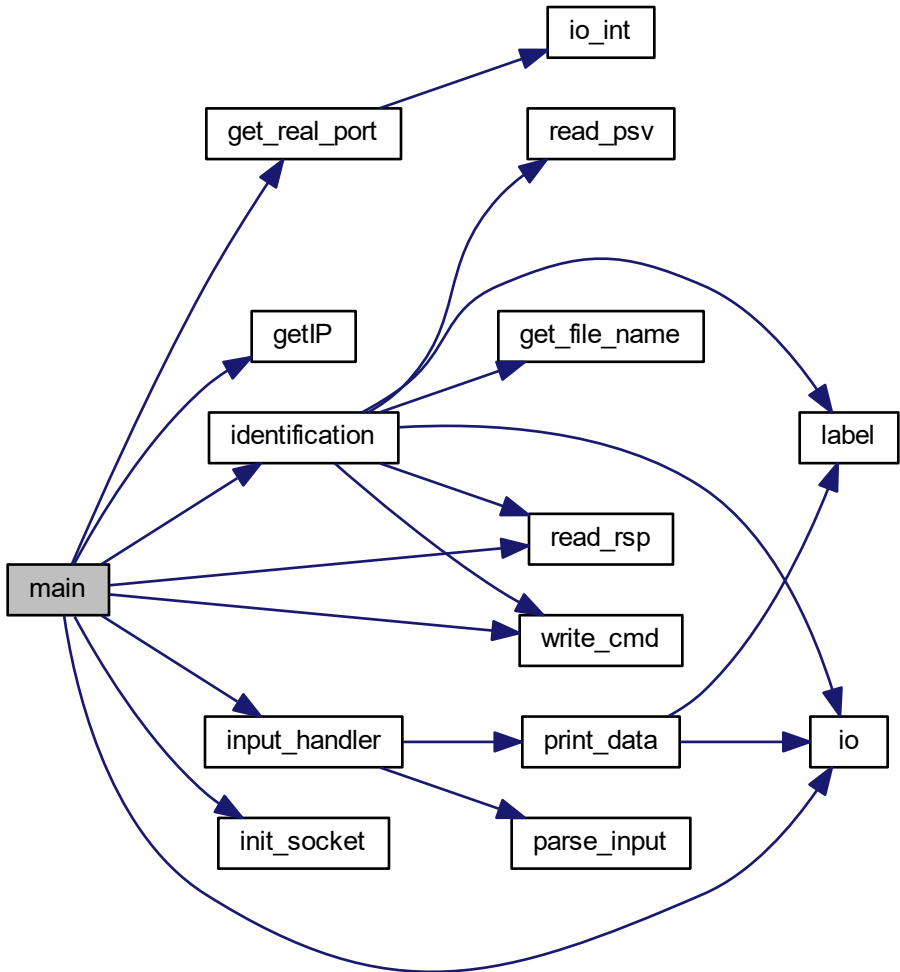 io_int
get_real_port
read_psv
getIP
get_file_name
identification
label
read_rsp
main
write_cmd
input_handler
print_data
io
init_socket
parse_input